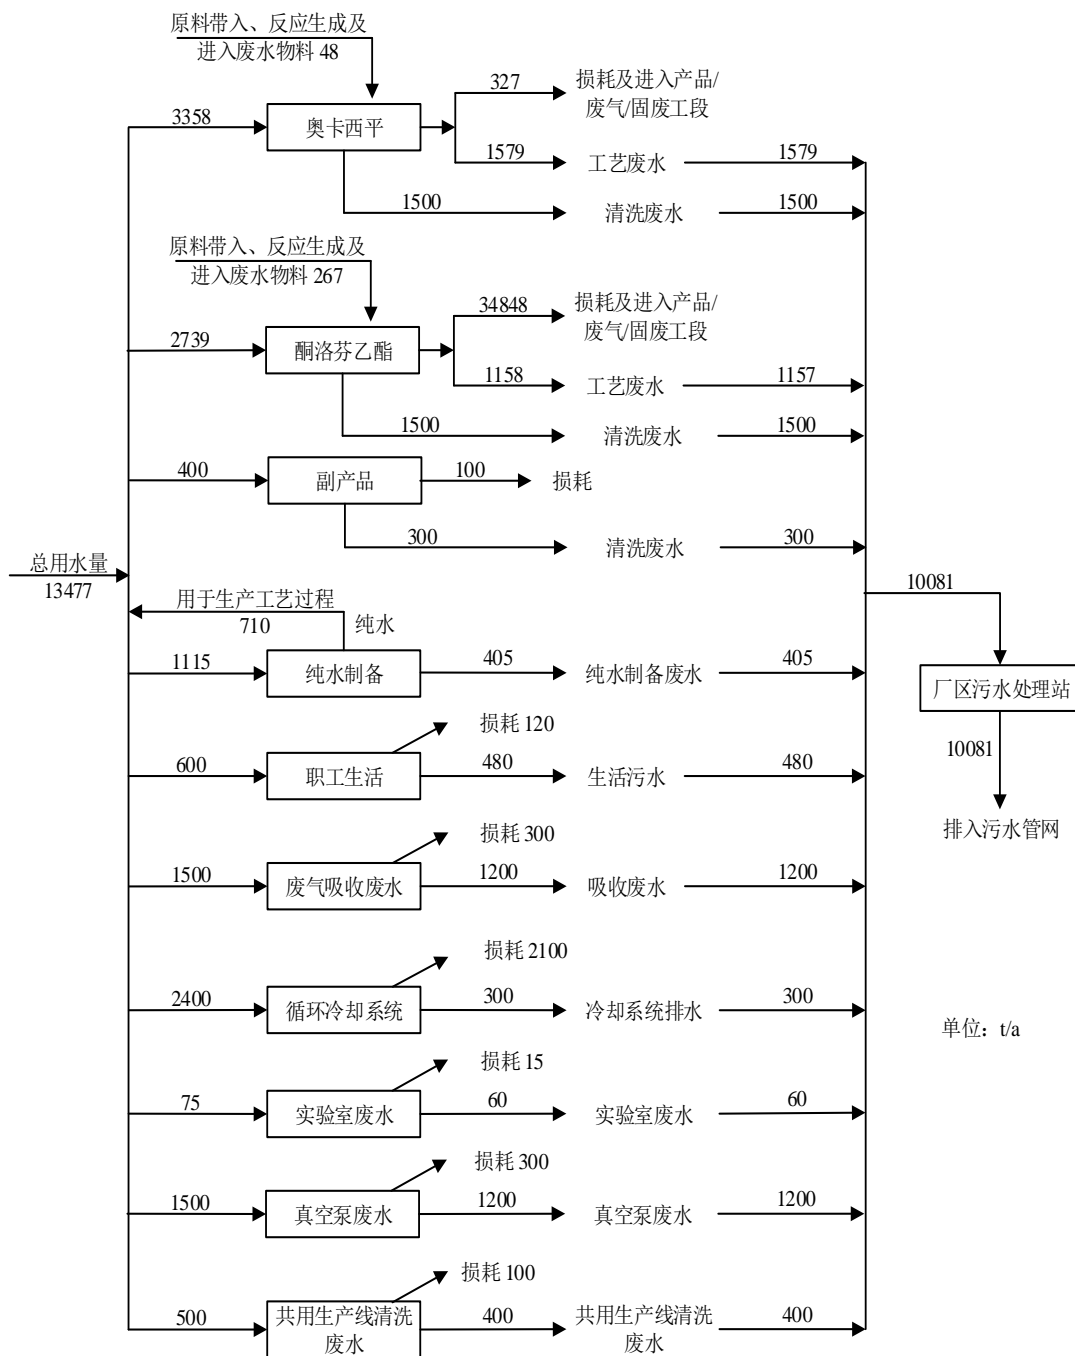 原料带入、反应生成及
进入废水物料 48
3358
奥卡西平
327
损耗及进入产品/
废气/固废工段
1579
工艺废水
1579
1500
清洗废水
1500
原料带入、反应生成及
进入废水物料 267
2739
酮洛芬乙酯
34848
损耗及进入产品/
废气/固废工段
1158
工艺废水
1157
1500
清洗废水
1500
400
副产品
100
损耗
300
清洗废水
300
总用水量
13477
用于生产工艺过程
710
纯水
1115
纯水制备
405
纯水制备废水
405
10081
厂区污水处理站
10081
排入污水管网
损耗 120
600
职工生活
480
生活污水
480
损耗 300
1500
废气吸收废水
1200
吸收废水
1200
损耗 2100
2400
循环冷却系统
300
冷却系统排水
300
单位：t/a
损耗 15
75
实验室废水
60
实验室废水
60
损耗 300
1500
真空泵废水
1200
真空泵废水
1200
损耗 100
500
共用生产线清洗
废水
400
共用生产线清洗
废水
400